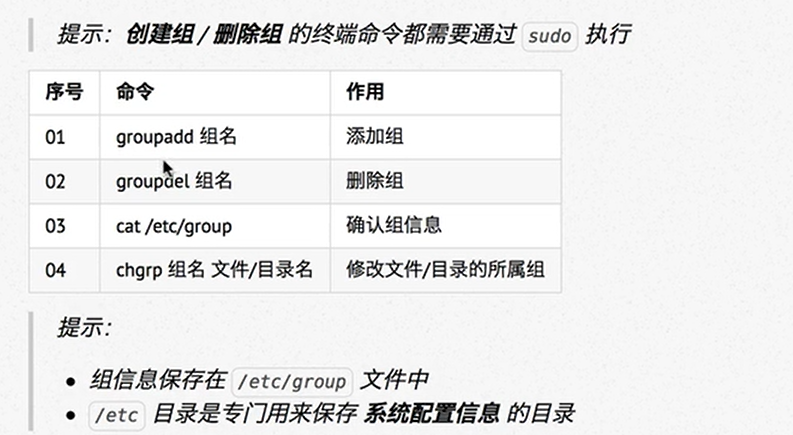 提示：创建组 / 删除组 的终端命令都需要通过 sudo 执行
序号 命令 作用
01 groupadd 组名 添加组
02 groupdel 组名 删除组
03 cat /etc/group 确认组信息
04 chgrp 组名 文件/目录名 修改文件/目录的所属组
提示：
• 组信息保存在 /etc/group 文件中
• /etc 目录是专门用来保存 系统配置信息 的目录